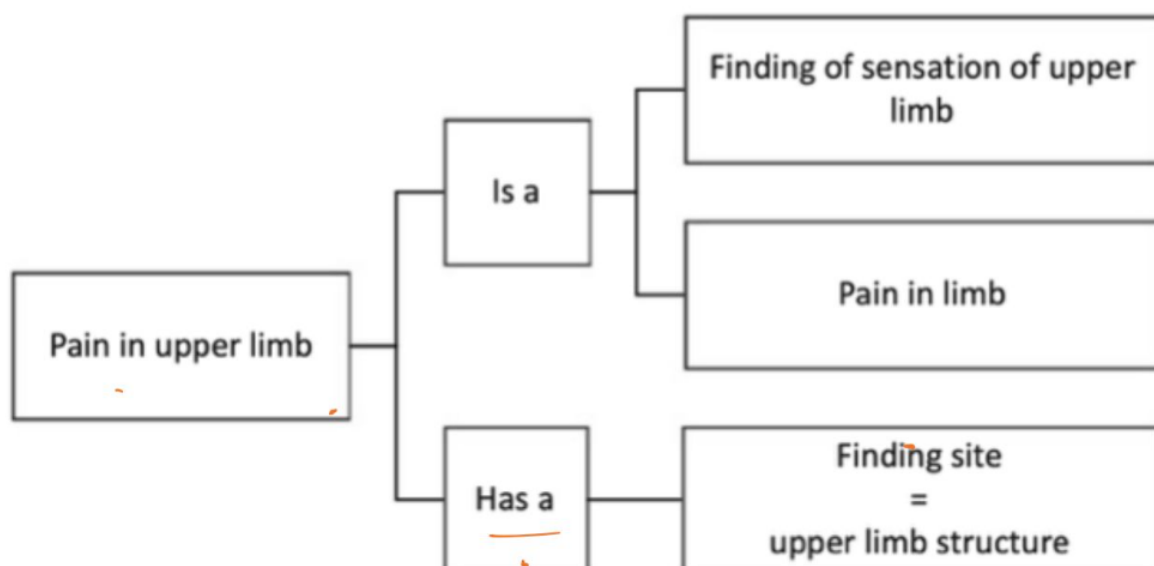 Finding of sensation of upper
limb
Is a
Pain in limb
Pain in upper limb
Has a
Finding site
=
upper limb structure